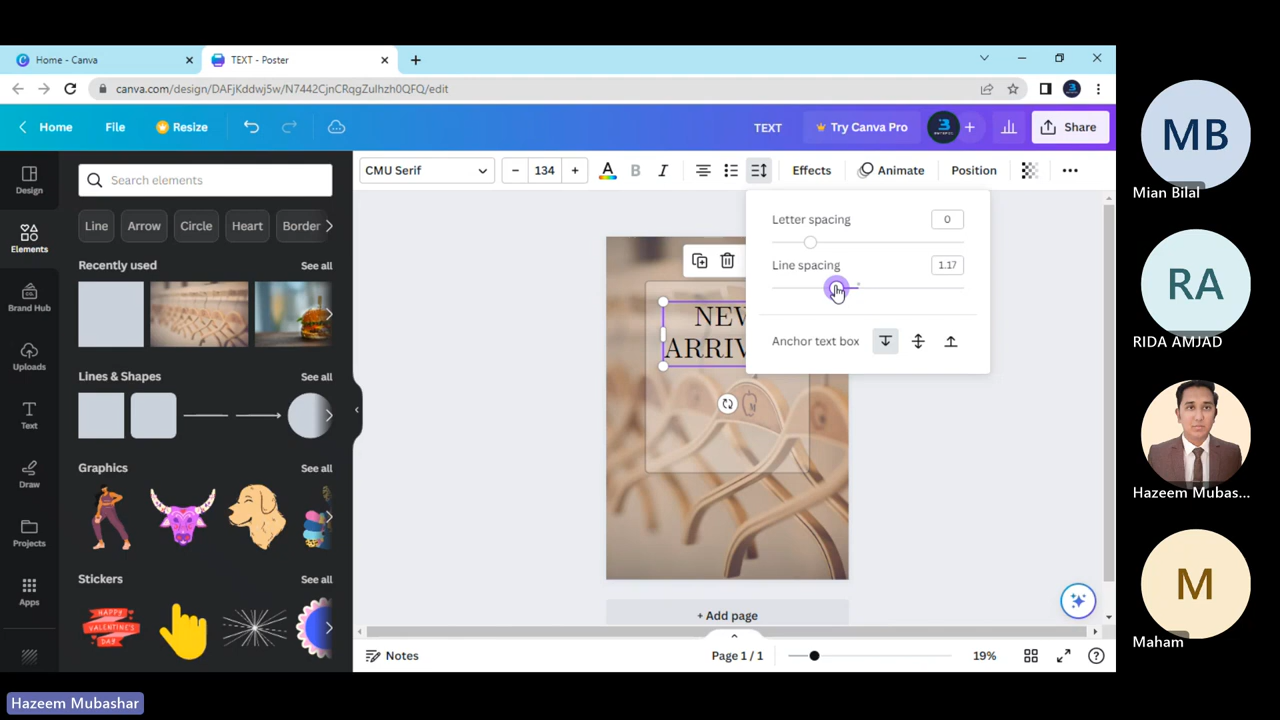 Home - Canva
TEXT - Poster
canva.com/design/DAFjKddwj5w/N7442CjnCRqgZuIhzh0QFQ/edit
Home
File
Resize
TEXT
Try Canva Pro
Share
CMU Serif
134
A
B
I
Effects
Animate
Position
Design
Elements
Brand Hub
Uploads
Text
Draw
Projects
Apps
Search elements
Line
Arrow
Circle
Heart
Border
Recently used
See all
Lines & Shapes
See all
Graphics
See all
Stickers
See all
HAPPY
VALENTINE'S
DAY
Letter spacing
0
Line spacing
1.17
Anchor text box
NEW
ARRIV
+ Add page
Notes
Page 1 / 1
19%
MB
Mian Bilal
RA
RIDA AMJAD
Hazeem Mubas...
M
Maham
Hazeem Mubashar